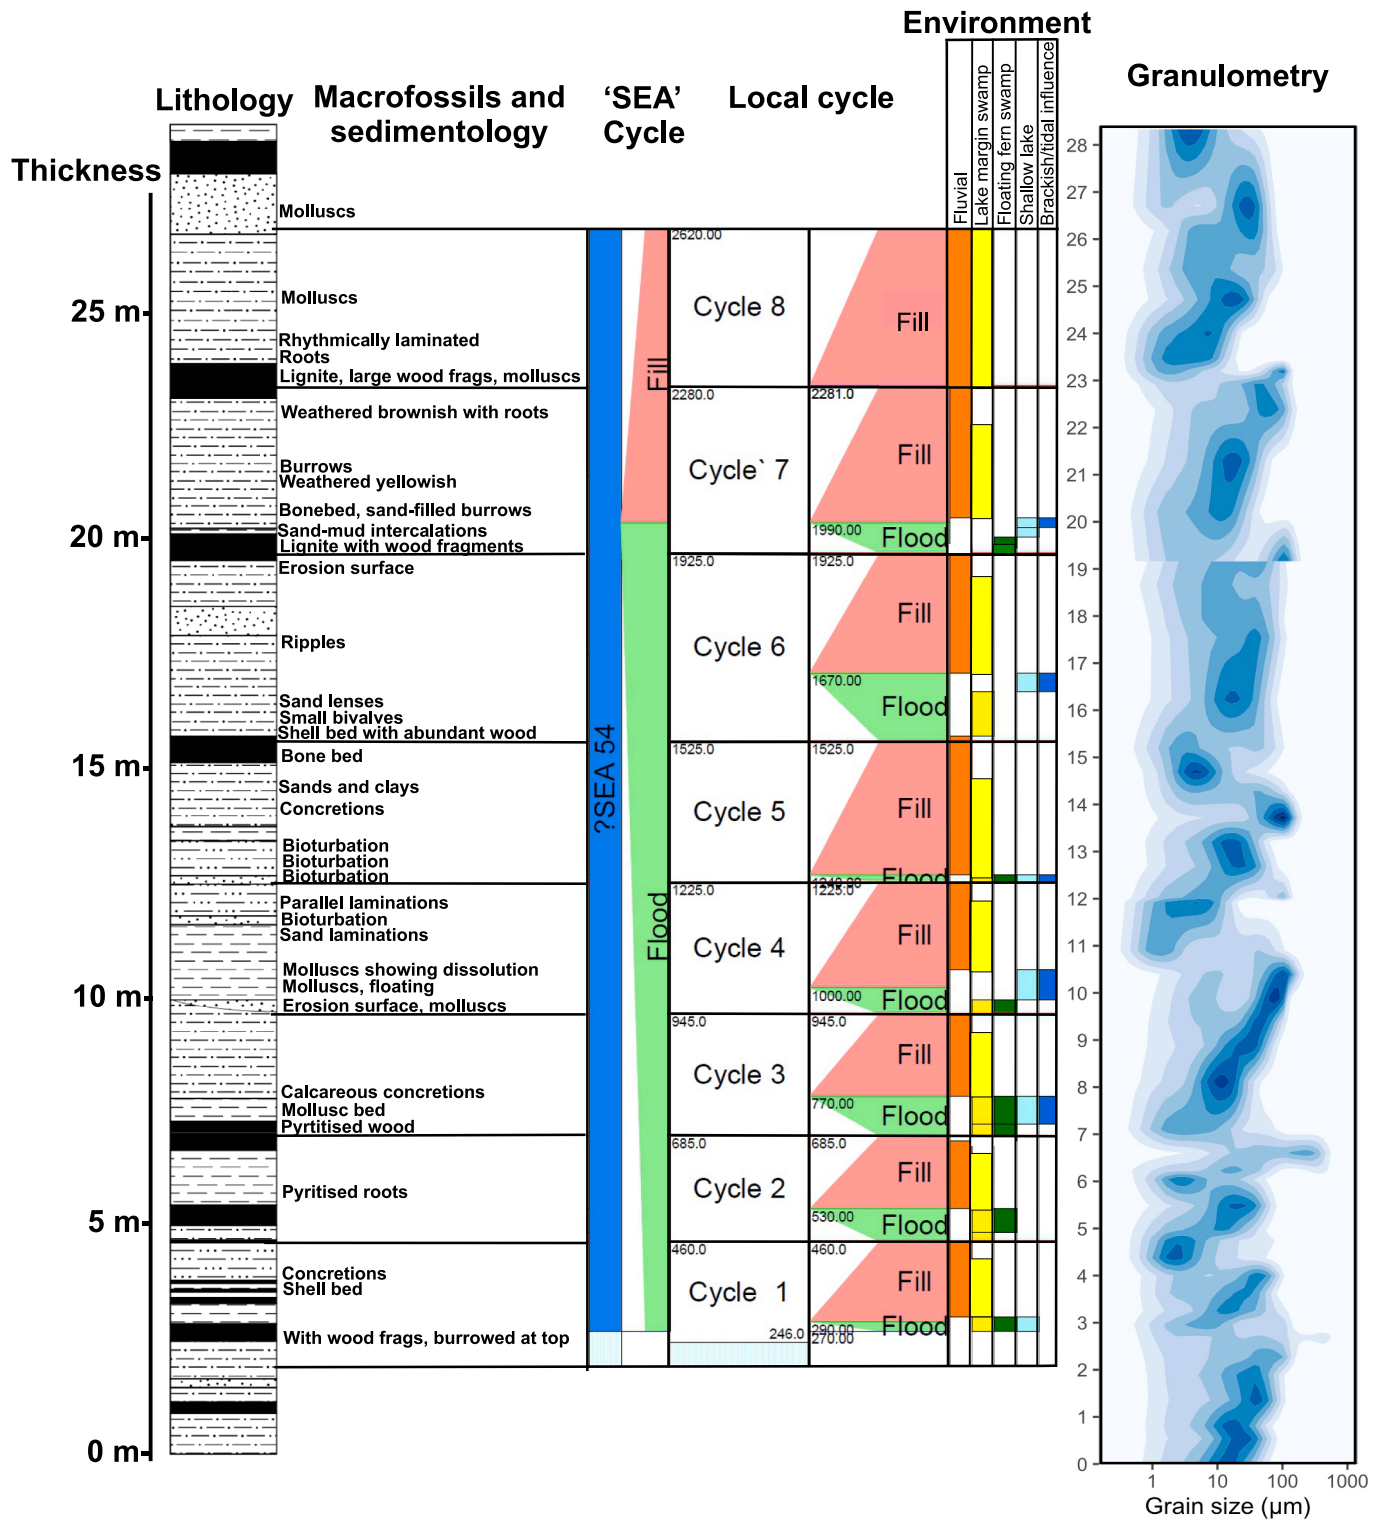 Environment
Granulometry
Lithology
Macrofossils and
sedimentology
‘SEA’
Cycle
Local cycle
Thickness
Fluvial
Lake margin swamp
Floating fern swamp
Shallow lake
Brackish/tidal influence
25 m
20 m
15 m
10 m
5 m
0 m
Molluscs
Molluscs
Rhythmically laminated
Roots
Lignite, large wood frags, molluscs
Weathered brownish with roots
Burrows
Weathered yellowish
Bonebed, sand-filled burrows
Sand-mud intercalations
Lignite with wood fragments
Erosion surface
Ripples
Sand lenses
Small bivalves
Shell bed with abundant wood
Bone bed
Sands and clays
Concretions
Bioturbation
Bioturbation
Bioturbation
Parallel laminations
Bioturbation
Sand laminations
Molluscs showing dissolution
Molluscs, floating
Erosion surface, molluscs
Calcareous concretions
Mollusc bed
Pyrtitised wood
Pyritised roots
Concretions
Shell bed
With wood frags, burrowed at top
?SEA 54
Fill
Flood
2620.00
Cycle 8
Fill
2280.0
2281.0
Cycle` 7
Fill
1990.00
Flood
1925.0
1925.0
Cycle 6
Fill
1670.00
Flood
1525.0
1525.0
Cycle 5
Fill
1240.00
Flood
1225.0
1225.0
Cycle 4
Fill
1000.00
Flood
945.0
945.0
Cycle 3
Fill
770.00
Flood
685.0
685.0
Cycle 2
Fill
530.00
Flood
460.0
460.0
Cycle 1
Fill
290.00
Flood
246.0
270.00
28
27
26
25
24
23
22
21
20
19
18
17
16
15
14
13
12
11
10
9
8
7
6
5
4
3
2
1
0
1
10
100
1000
Grain size (µm)